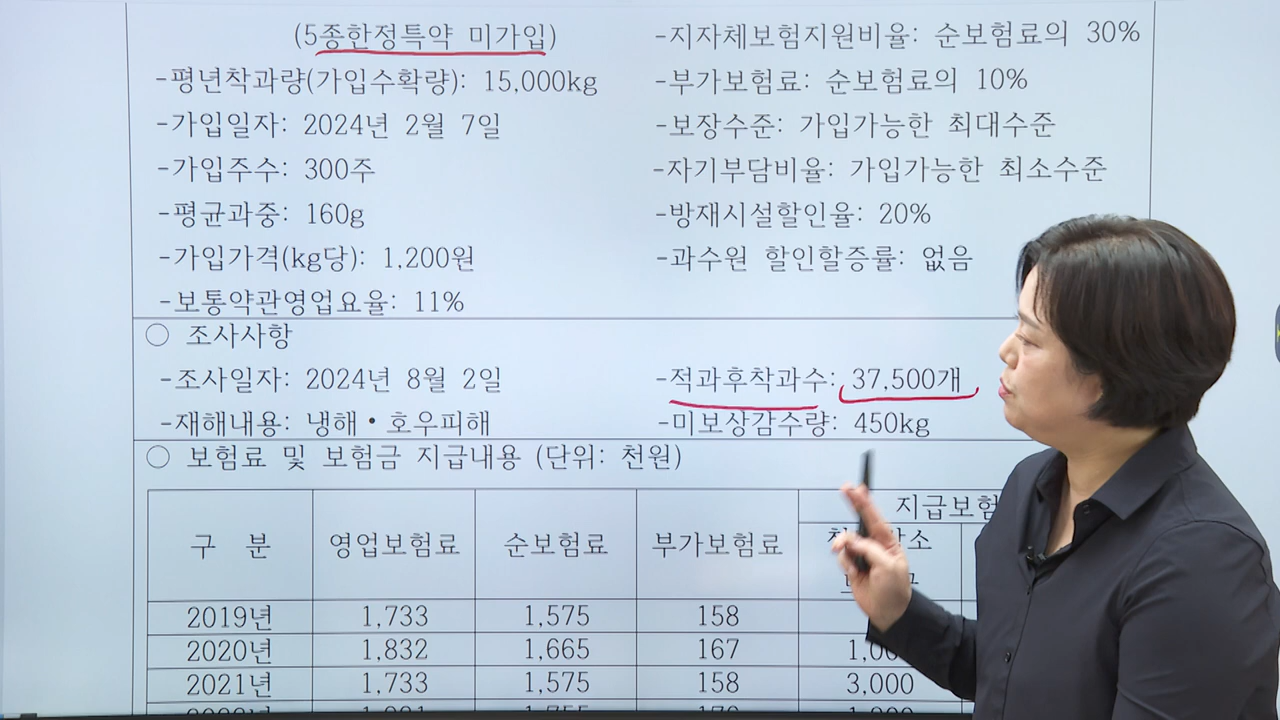 (5종한정특약 미가입)
-평년착과량(가입수확량): 15,000kg
-가입일자: 2024년 2월 7일
-가입주수: 300주
-평균과중: 160g
-가입가격(kg당): 1,200원
-보통약관영업요율: 11%
-지자체보험지원비율: 순보험료의 30%
-부가보험료: 순보험료의 10%
-보장수준: 가입가능한 최대수준
-자기부담비율: 가입가능한 최소수준
-방재시설할인율: 20%
-과수원 할인할증률: 없음
○ 조사사항
-조사일자: 2024년 8월 2일
-재해내용: 냉해・호우피해
-적과후착과수: 37,500개
-미보상감수량: 450kg
○ 보험료 및 보험금 지급내용 (단위: 천원)
구 분 영업보험료 순보험료 부가보험료 지급보험
2019년 1,733 1,575 158
2020년 1,832 1,665 167
2021년 1,733 1,575 158 3,000